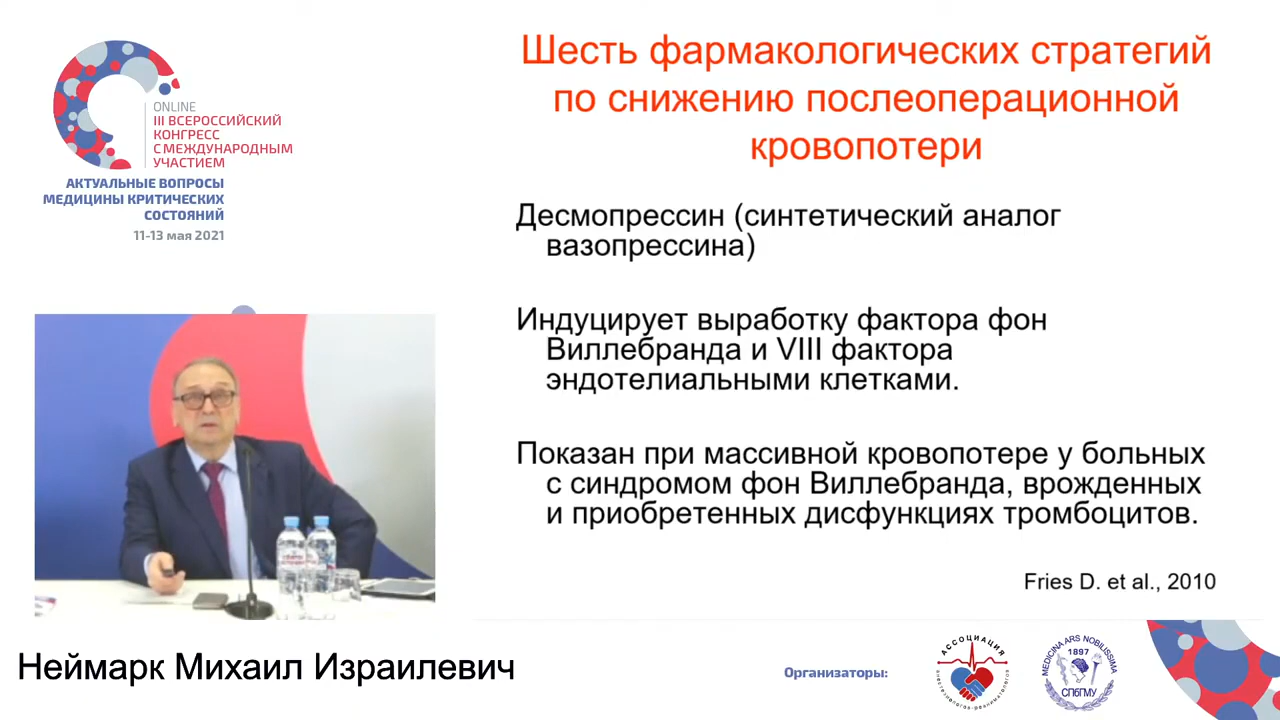 ONLINE
III ВСЕРОССИЙСКИЙ
КОНГРЕСС
С МЕЖДУНАРОДНЫМ
УЧАСТИЕМ
АКТУАЛЬНЫЕ ВОПРОСЫ
МЕДИЦИНЫ КРИТИЧЕСКИХ
СОСТОЯНИЙ
11-13 мая 2021
Шесть фармакологических стратегий
по снижению послеоперационной
кровопотери
Десмопрессин (синтетический аналог
вазопрессина)
Индуцирует выработку фактора фон
Виллебранда и VIII фактора
эндотелиальными клетками.
Показан при массивной кровопотере у больных
с синдромом фон Виллебранда, врожденных
и приобретенных дисфункциях тромбоцитов.
Fries D. et al., 2010
Неймарк Михаил Израилевич
Организаторы:
АССОЦИАЦИЯ
анестезиологов-реаниматологов
MEDICINA ARS NOBILISSIMA
1897
СПбГМУ